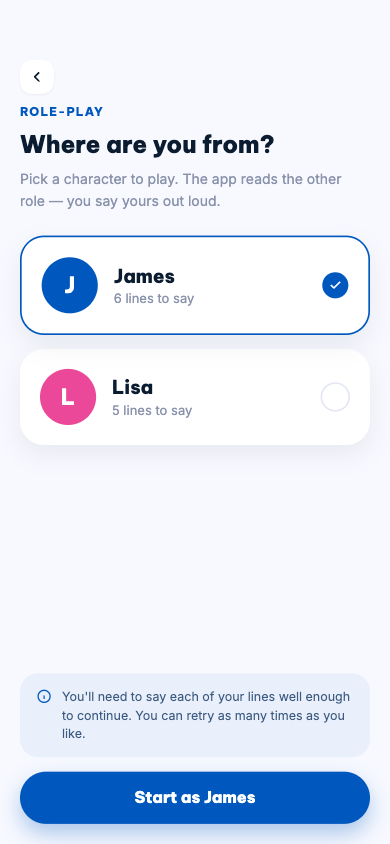 ROLE-PLAY
Where are you from?
Pick a character to play. The app reads the other
role — you say yours out loud.
J
James
6 lines to say
L
Lisa
5 lines to say
You'll need to say each of your lines well enough
to continue. You can retry as many times as you
like.
Start as James